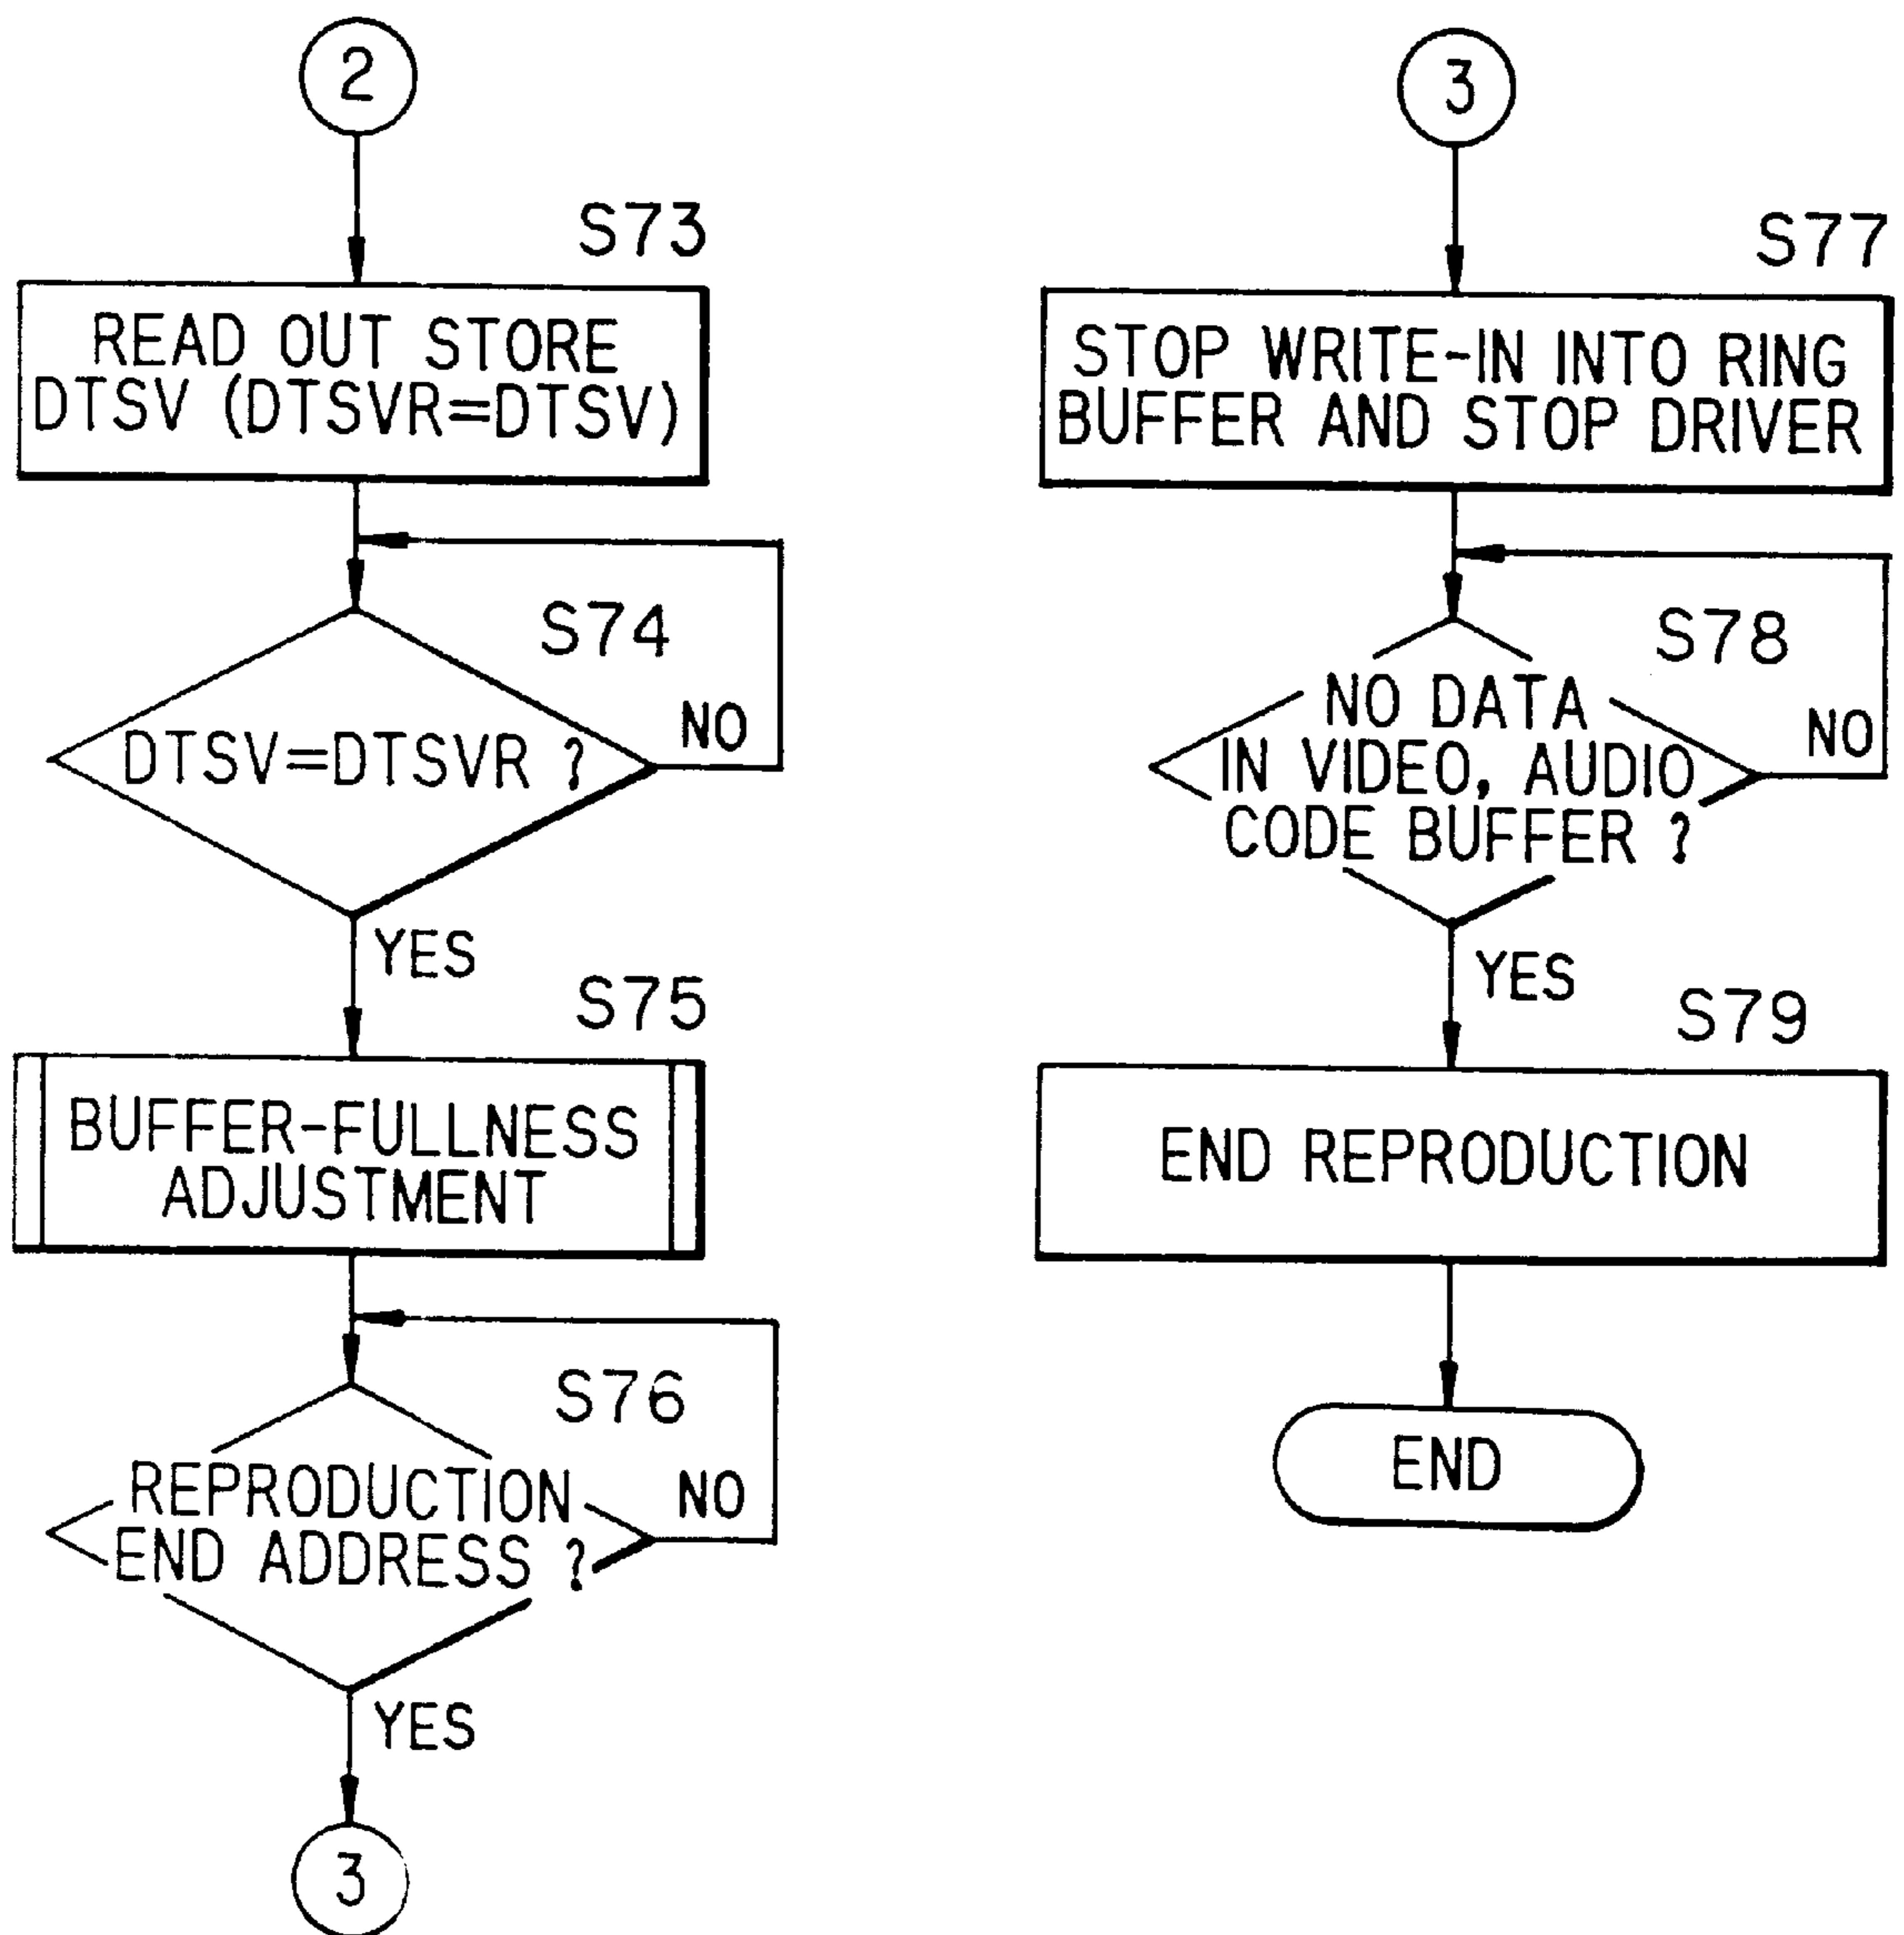 2
S73
READ OUT STORE
DTSV (DTSVR=DTSV)
S74
DTSV=DTSVR ?
NO
YES
S75
BUFFER-FULLNESS
ADJUSTMENT
S76
REPRODUCTION
END ADDRESS ?
NO
YES
3
3
S77
STOP WRITE-IN INTO RING
BUFFER AND STOP DRIVER
S78
NO DATA
IN VIDEO, AUDIO
CODE BUFFER ?
NO
YES
S79
END REPRODUCTION
END